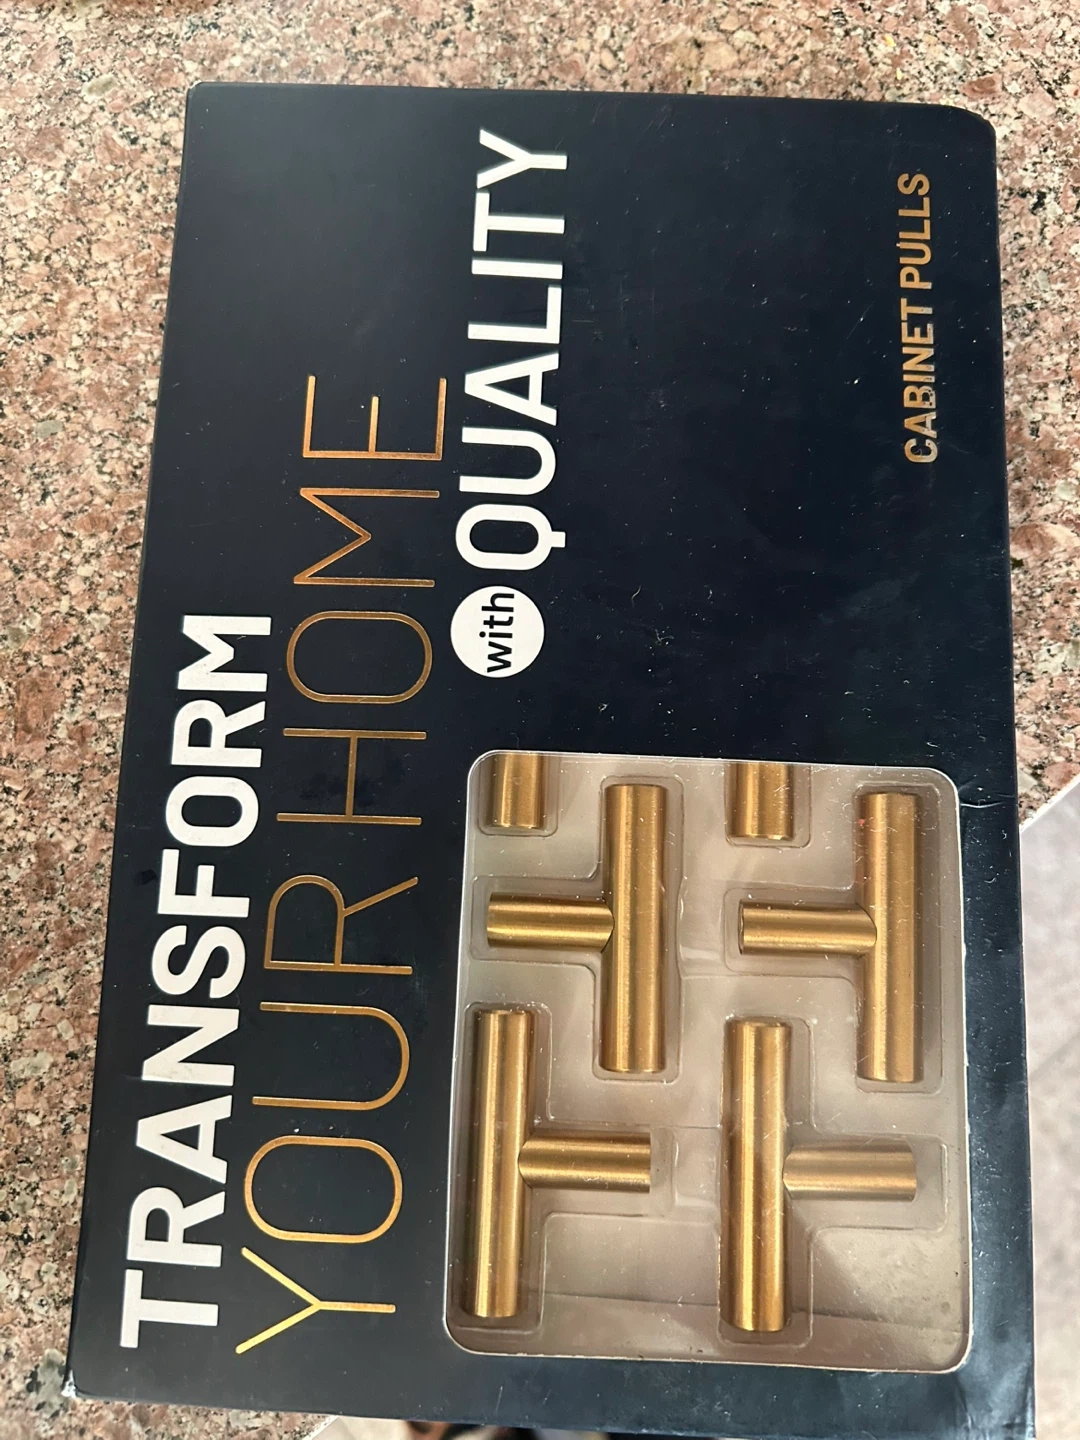 TRANSFORM
YOUR HOME
with QUALITY
CABINET PULLS